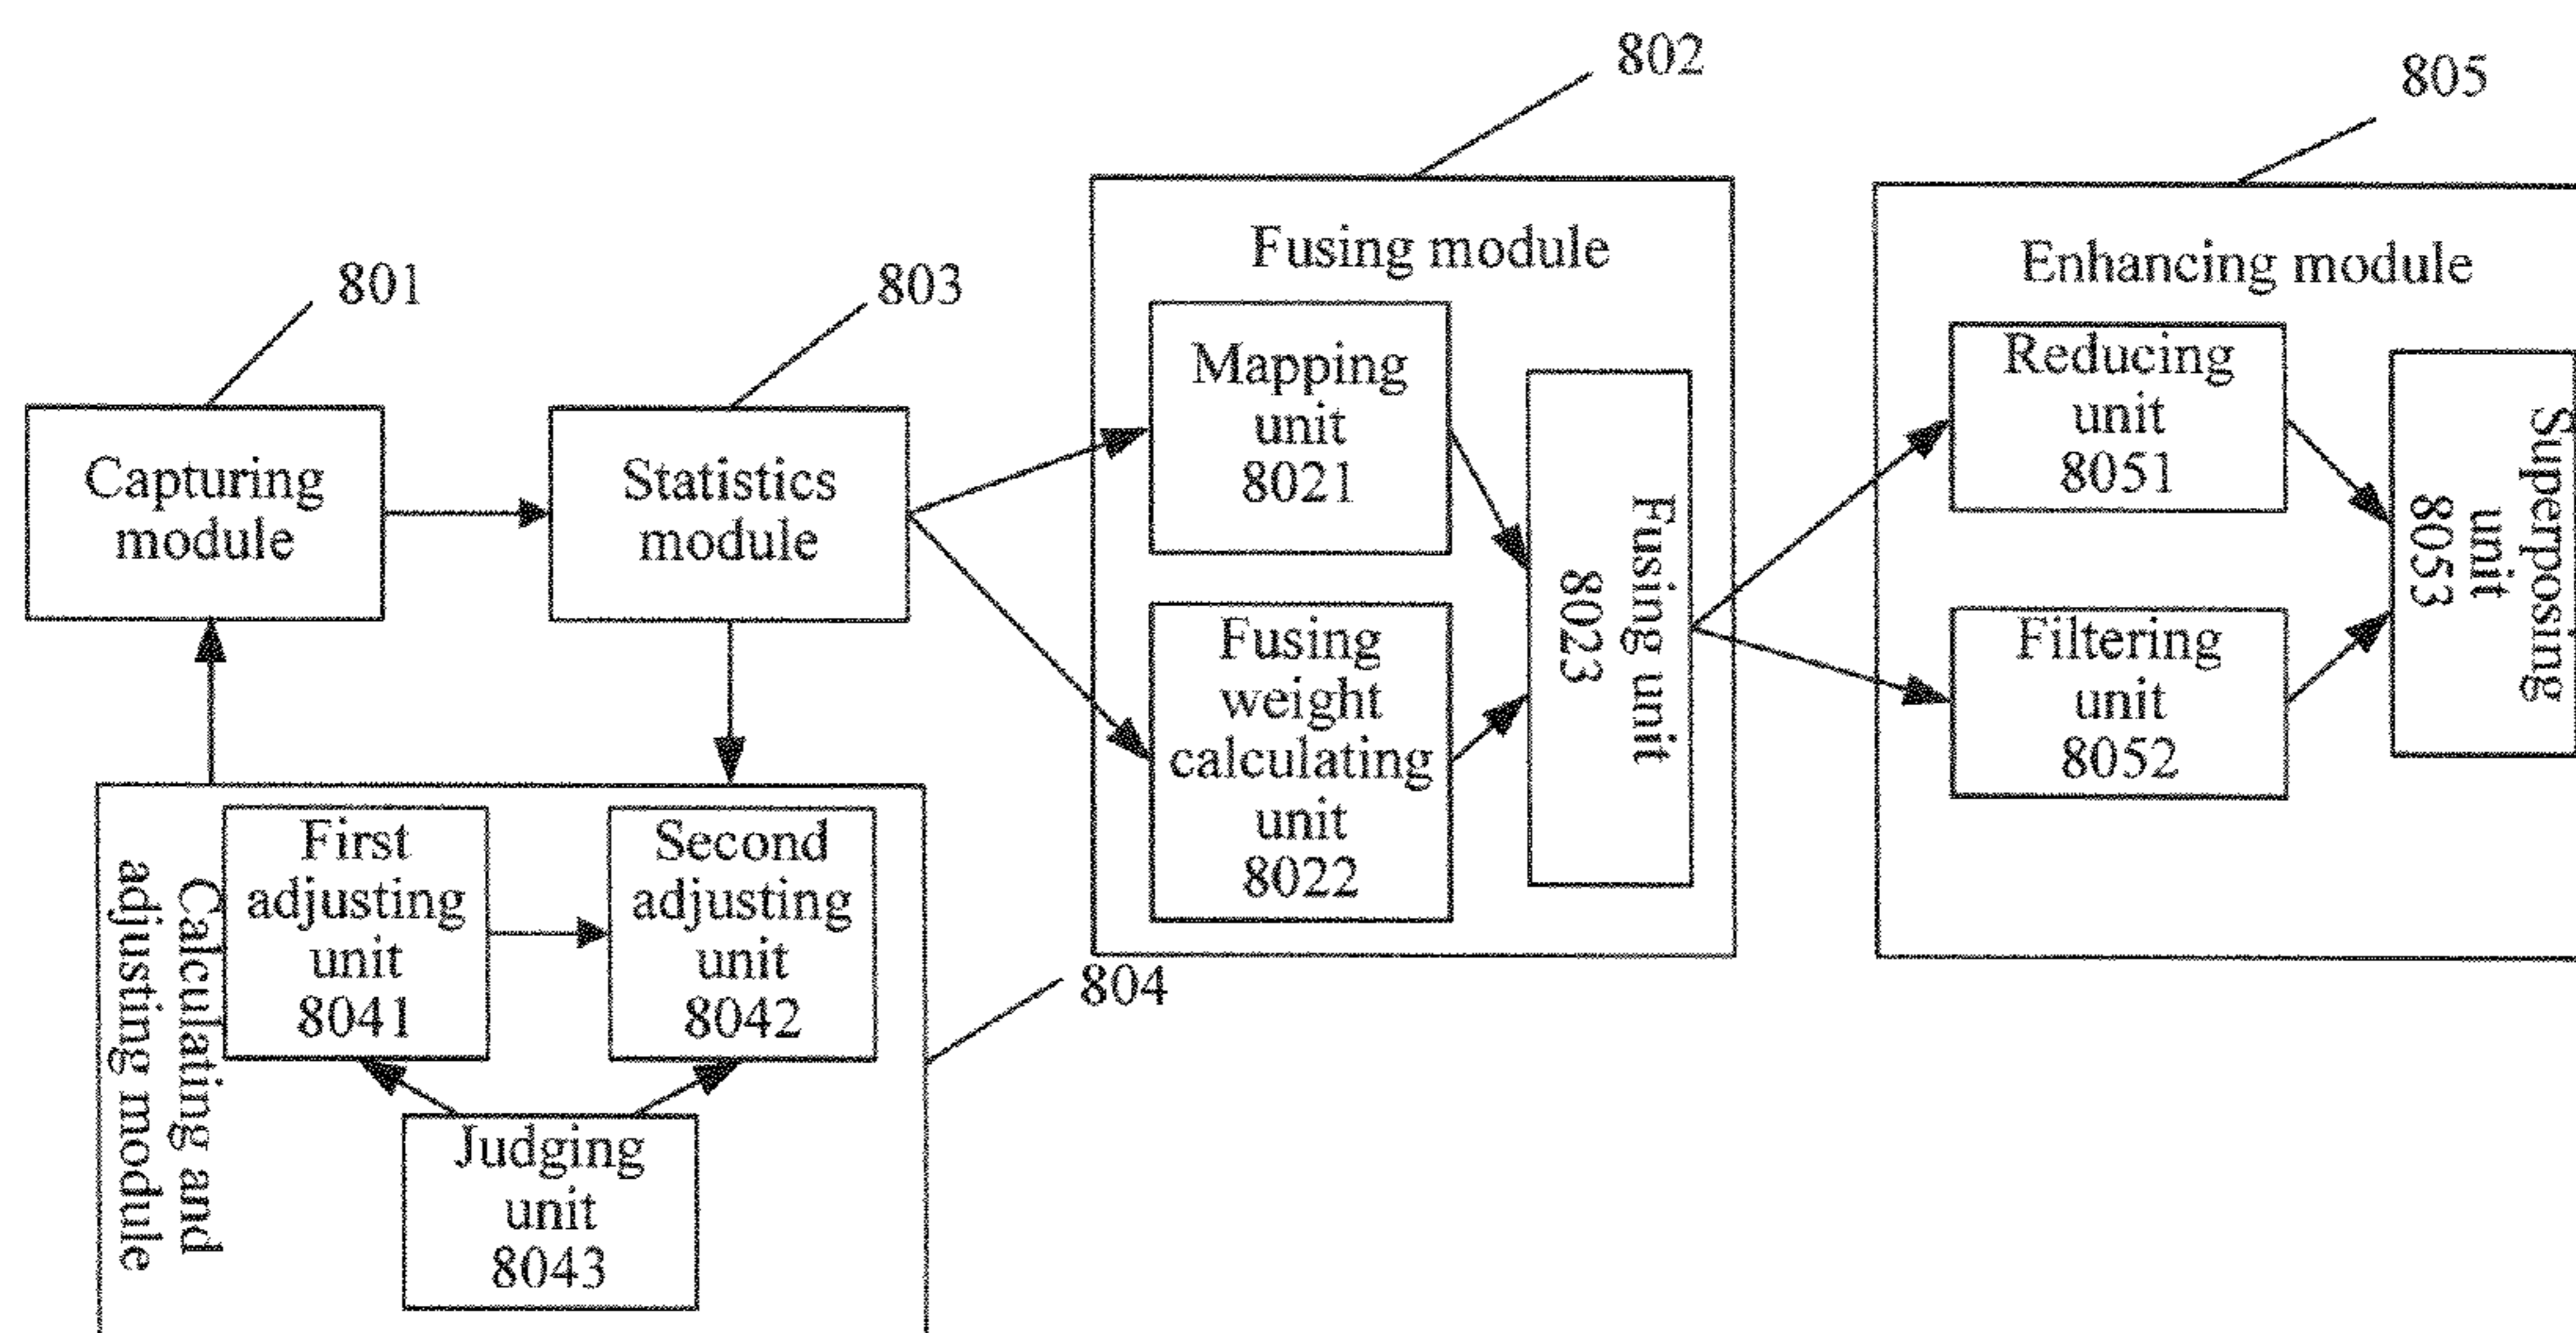 802
805
801
803
Fusing module
Enhancing module
Capturing
module
Statistics
module
Mapping
unit
8021
Fusing
weight
calculating
unit
8022
Fusing unit
8023
Reducing
unit
8051
Filtering
unit
8052
Superposing
unit
8053
Calculating and
adjusting module
First
adjusting
unit
8041
Second
adjusting
unit
8042
804
Judging
unit
8043